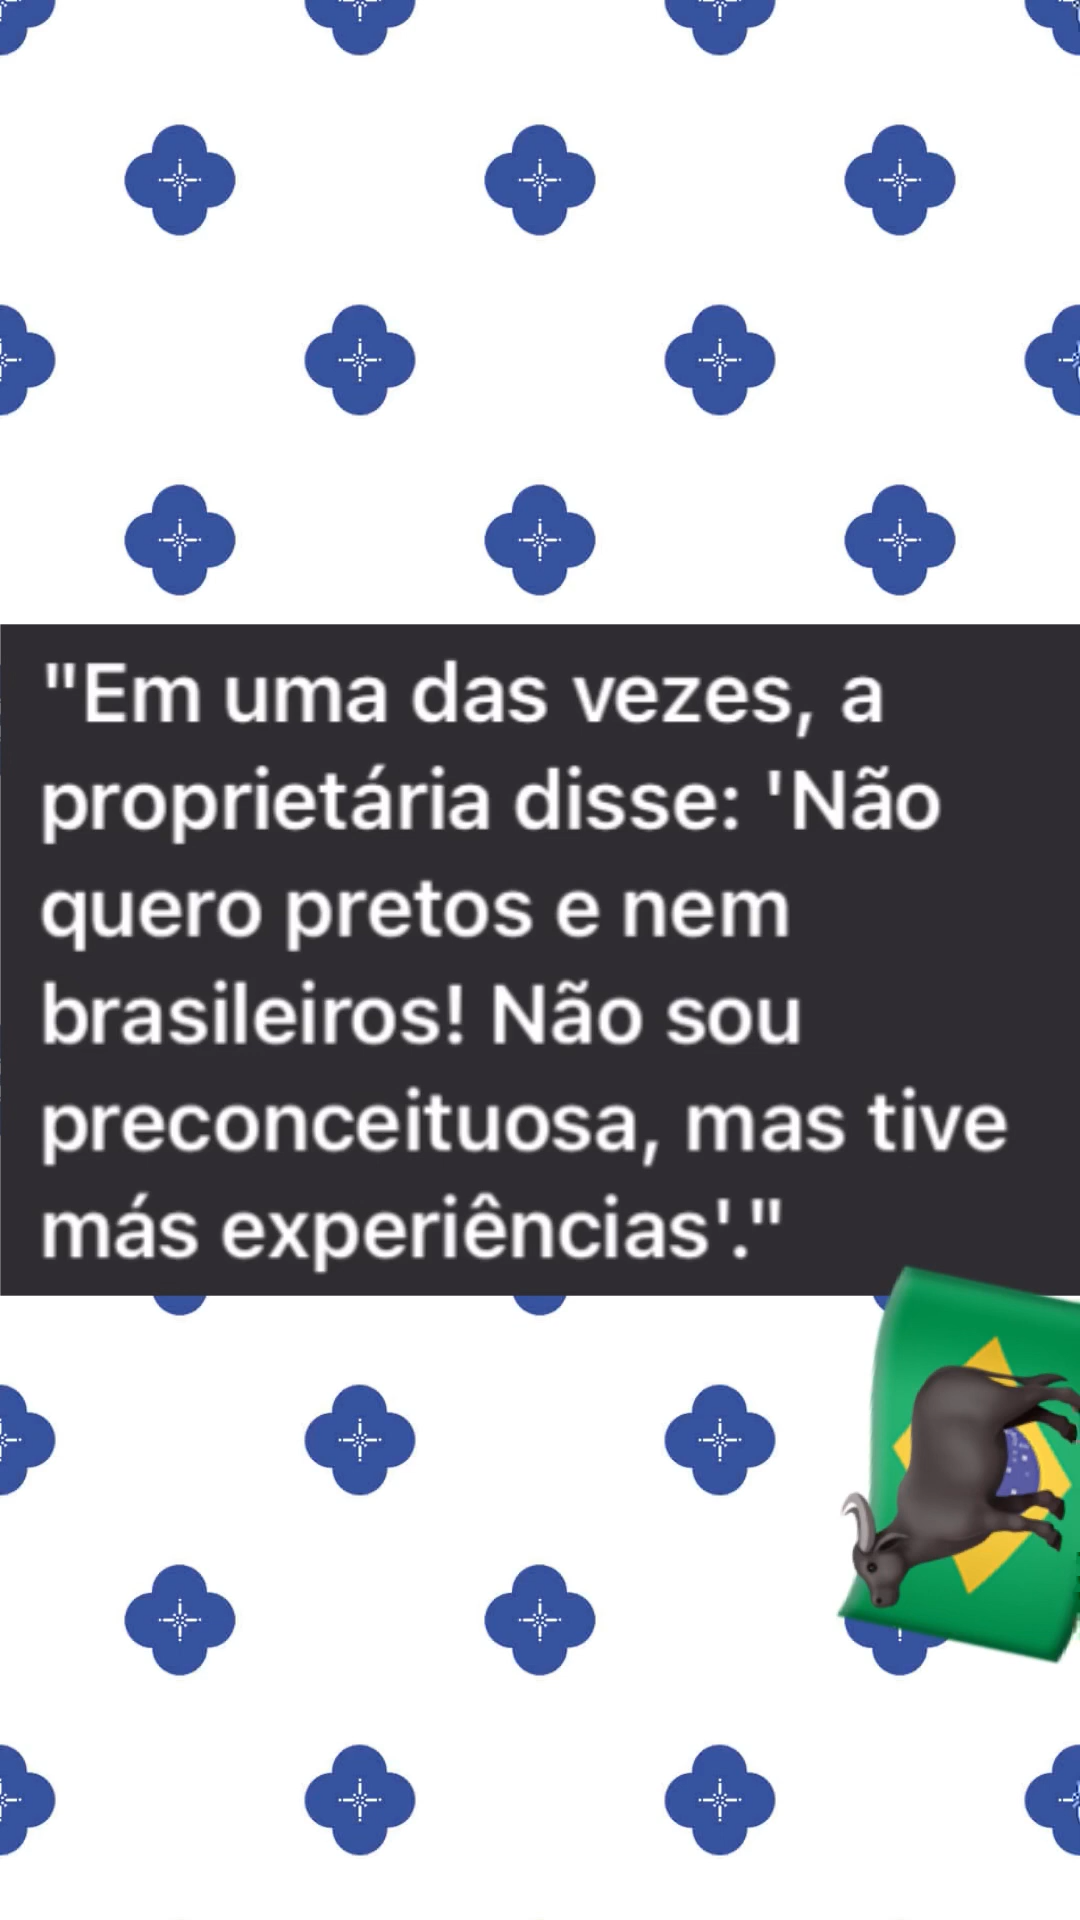 "Em uma das vezes, a
proprietária disse: 'Não
quero pretos e nem
brasileiros! Não sou
preconceituosa, mas tive
más experiências'."